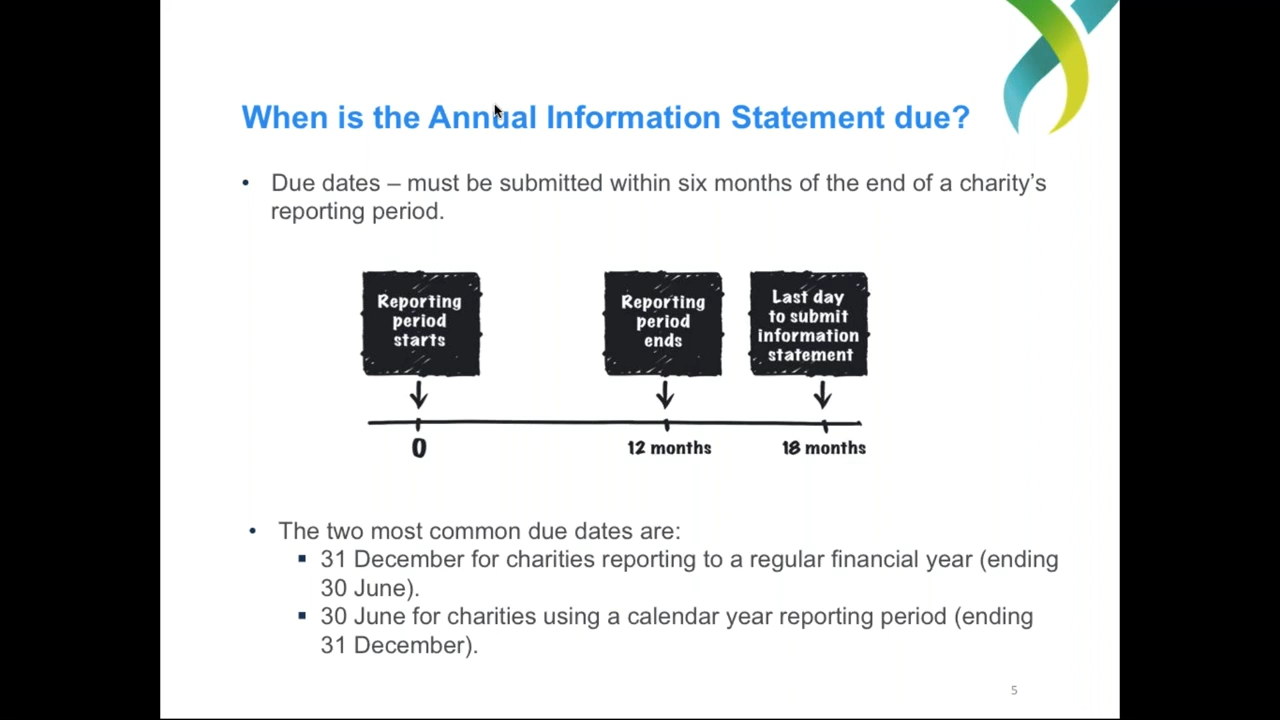 When is the Annual Information Statement due?
• Due dates – must be submitted within six months of the end of a charity’s
reporting period.
Reporting
period
starts
Reporting
period
ends
Last day
to submit
information
statement
0
12 months
18 months
• The two most common due dates are:
▪ 31 December for charities reporting to a regular financial year (ending
30 June).
▪ 30 June for charities using a calendar year reporting period (ending
31 December).
5